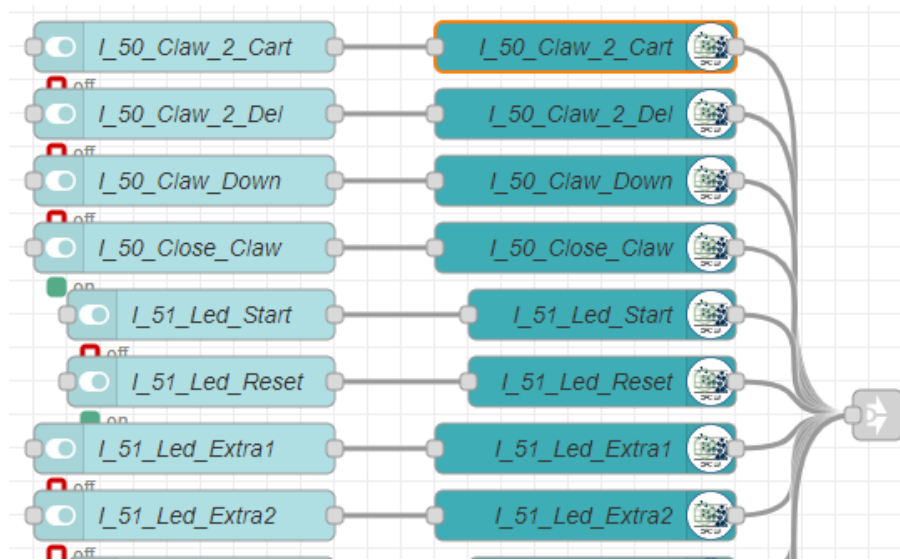 I_50_Claw_2_Cart I_50_Claw_2_Cart
off
I_50_Claw_2_Del I_50_Claw_2_Del
off
I_50_Claw_Down I_50_Claw_Down
off
I_50_Close_Claw I_50_Close_Claw
on
I_51_Led_Start I_51_Led_Start
off
I_51_Led_Reset I_51_Led_Reset
on
I_51_Led_Extra1 I_51_Led_Extra1
off
I_51_Led_Extra2 I_51_Led_Extra2
off